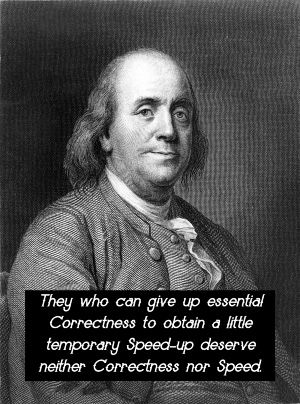 They who can give up essential
Correctness to obtain a little
temporary Speed-up deserve
neither Correctness nor Speed.